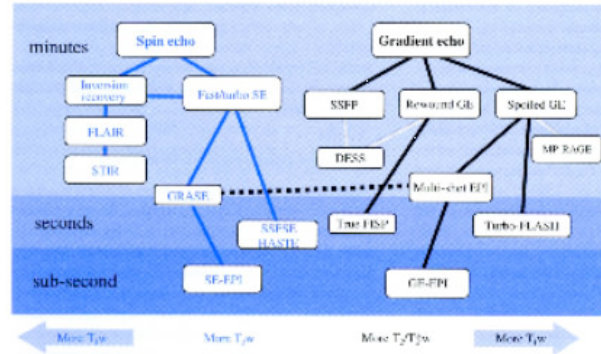 minutes
Spin echo
Gradient echo
Inversion
recovery
Fast/turbo SE
SSFP
Rewound GE
Spoiled GE
FLAIR
DESS
MP RAGE
STIR
GRASE
Multi-shot EPI
seconds
SSFSE
HASTE
True FISP
Turbo-FLASH
sub-second
SE-EPI
GE-EPI
More T₁w
More T₂w
More T₂/T₂*w
More T₁w